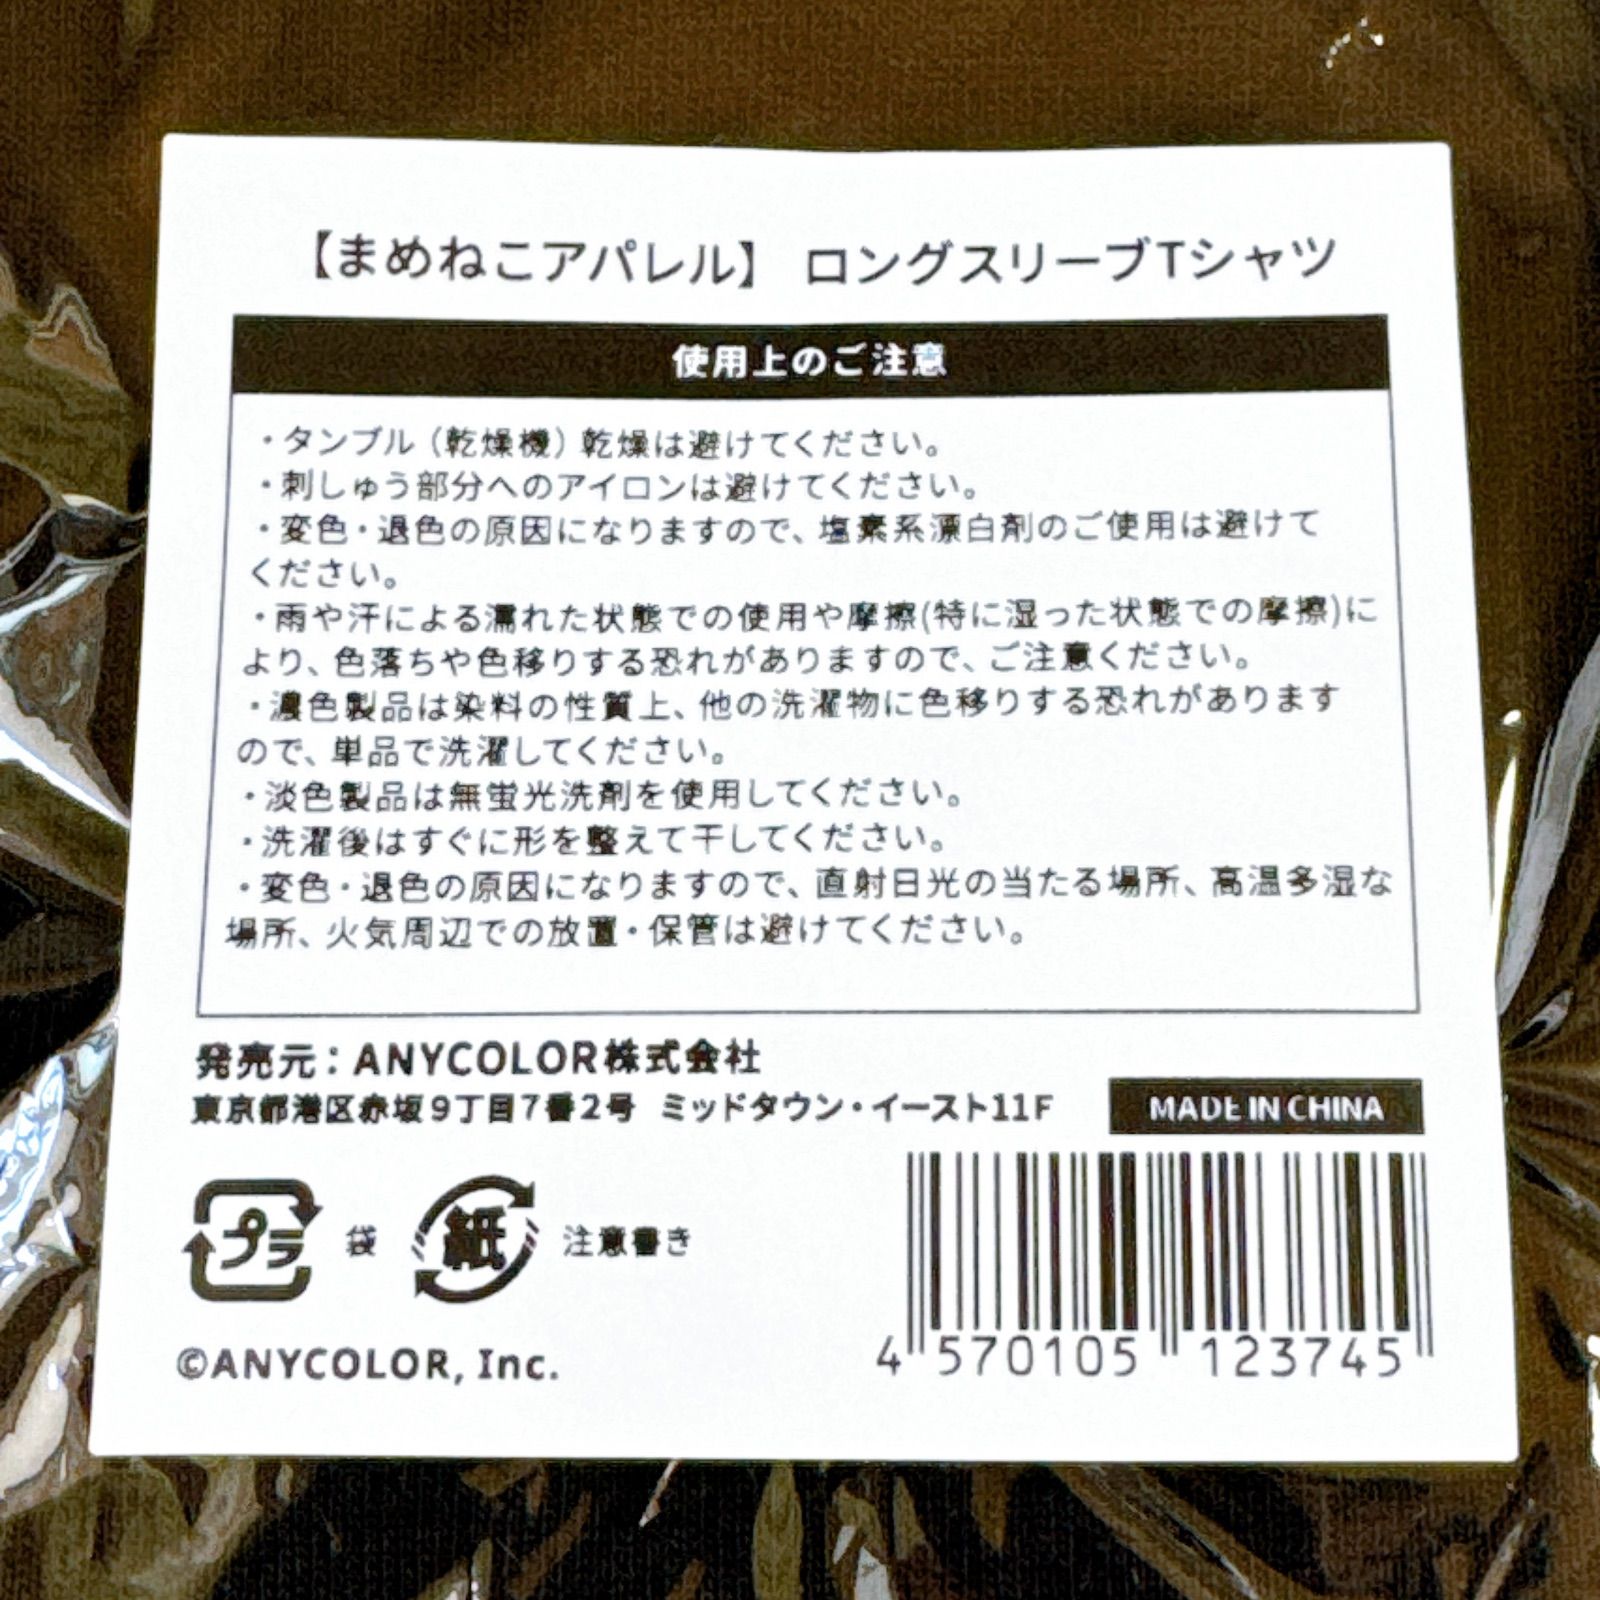 【まめねこアパレル】 ロングスリーブTシャツ
使用上のご注意
・タンブル（乾燥機）乾燥は避けてください。
・刺しゅう部分へのアイロンは避けてください。
・変色・退色の原因になりますので、塩素系漂白剤のご使用は避けて
ください。
・雨や汗による濡れた状態での使用や摩擦(特に湿った状態での摩擦)に
より、色落ちや色移りする恐れがありますので、ご注意ください。
・濃色製品は染料の性質上、他の洗濯物に色移りする恐れがあります
ので、単品で洗濯してください。
・淡色製品は無蛍光洗剤を使用してください。
・洗濯後はすぐに形を整えて干してください。
・変色・退色の原因になりますので、直射日光の当たる場所、高温多湿な
場所、火気周辺での放置・保管は避けてください。
発売元：ANYCOLOR株式会社
東京都港区赤坂9丁目7番2号 ミッドタウン・イースト11F
MADE IN CHINA
プラ 袋 紙 注意書き
©ANYCOLOR, Inc.
4 570105 123745